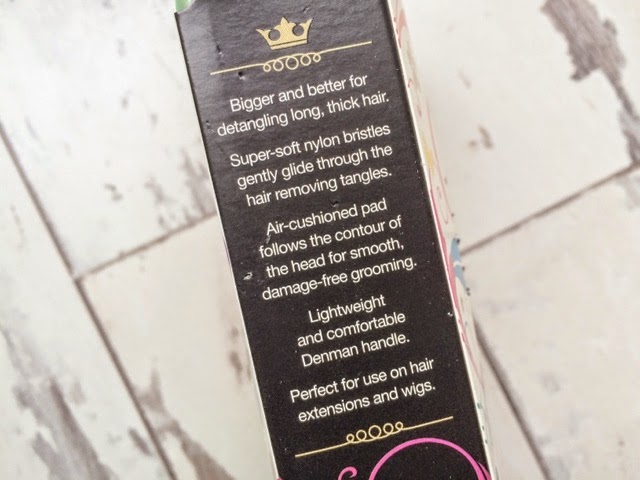 Bigger and better for
detangling long, thick hair.
Super-soft nylon bristles
gently glide through the
hair removing tangles.
Air-cushioned pad
follows the contour of
the head for smooth,
damage-free grooming.
Lightweight
and comfortable
Denman handle.
Perfect for use on hair
extensions and wigs.